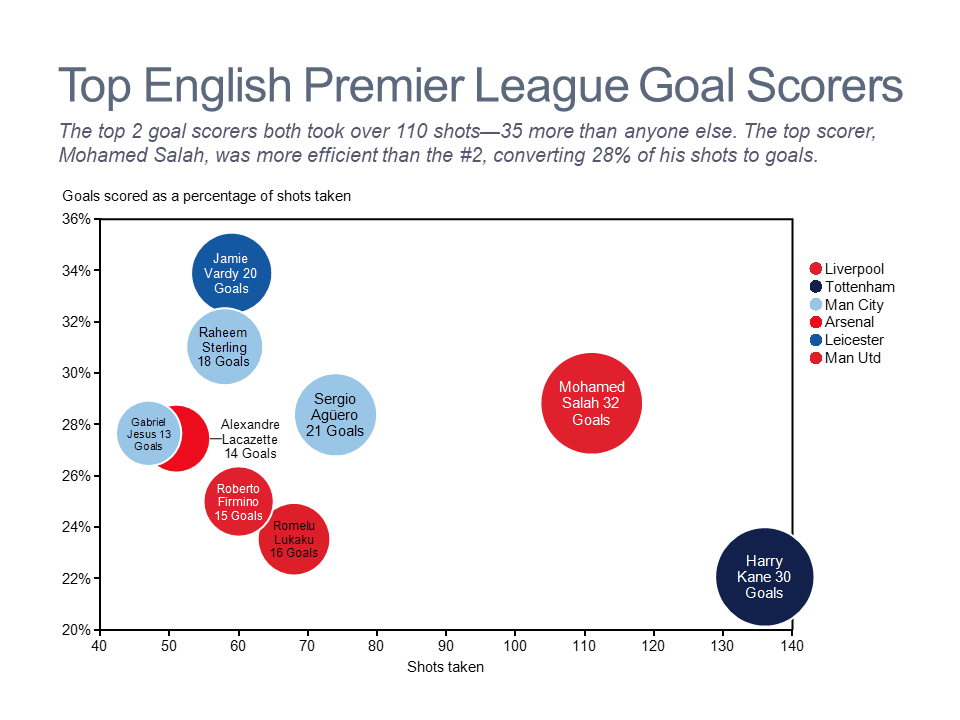 Top English Premier League Goal Scorers
The top 2 goal scorers both took over 110 shots—35 more than anyone else. The top scorer,
Mohamed Salah, was more efficient than the #2, converting 28% of his shots to goals.
Goals scored as a percentage of shots taken
36%
34%
32%
30%
28%
26%
24%
22%
20%
Jamie
Vardy 20
Goals
Raheem
Sterling
18 Goals
Sergio
Agüero
21 Goals
Mohamed
Salah 32
Goals
Gabriel
Jesus 13
Goals
Alexandre
Lacazette
14 Goals
Roberto
Firmino
15 Goals
Romelu
Lukaku
16 Goals
Harry
Kane 30
Goals
40 50 60 70 80 90 100 110 120 130 140
Shots taken
Liverpool
Tottenham
Man City
Arsenal
Leicester
Man Utd